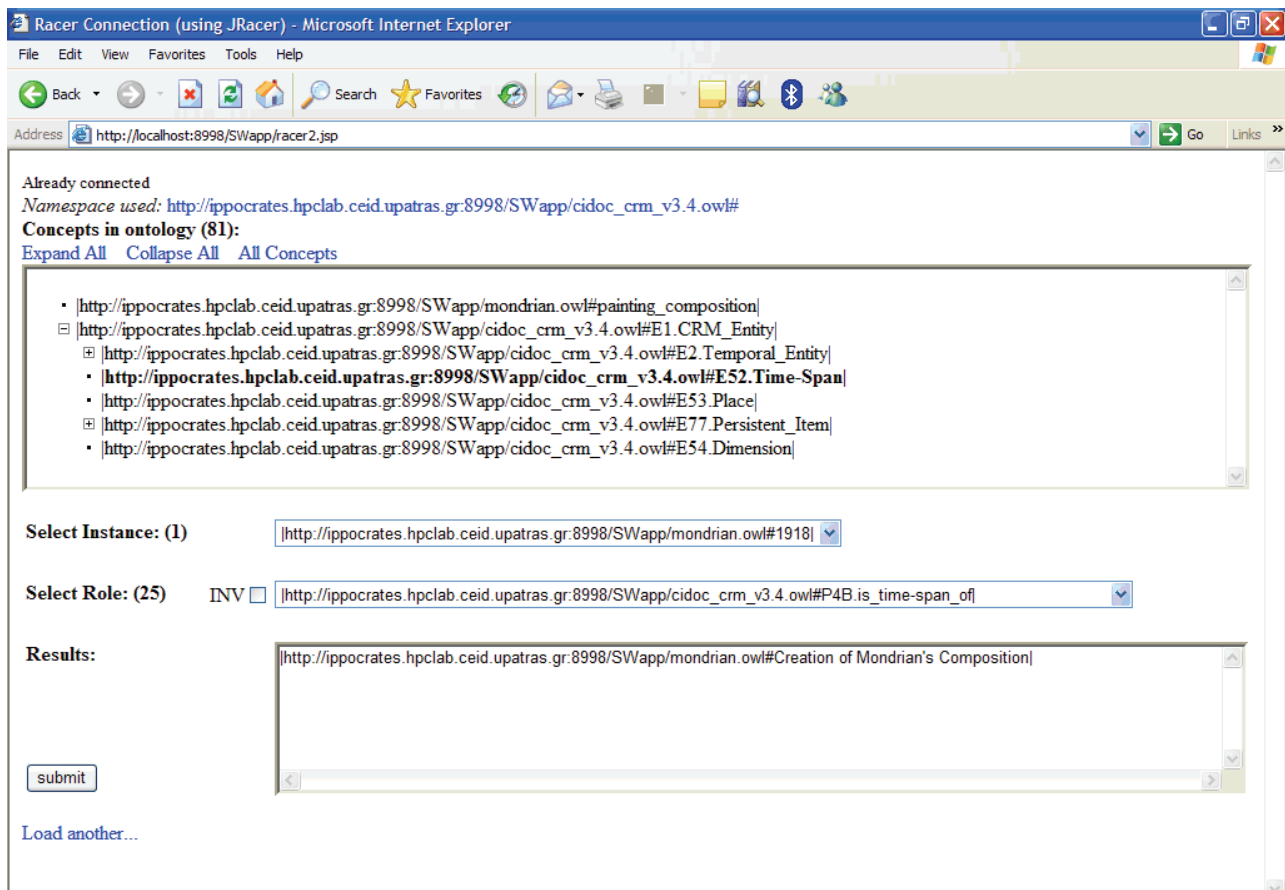 Racer Connection (using JRacer) - Microsoft Internet Explorer
File Edit View Favorites Tools Help
Back Search Favorites
Address http://localhost:8998/SWapp/racer2.jsp Go Links »
Already connected
Namespace used: http://ippocrates.hpclab.ceid.upatras.gr:8998/SWapp/cidoc_crm_v3.4.owl#
Concepts in ontology (81):
Expand All Collapse All All Concepts
|http://ippocrates.hpclab.ceid.upatras.gr:8998/SWapp/mondrian.owl#painting_composition|
|http://ippocrates.hpclab.ceid.upatras.gr:8998/SWapp/cidoc_crm_v3.4.owl#E1.CRM_Entity|
|http://ippocrates.hpclab.ceid.upatras.gr:8998/SWapp/cidoc_crm_v3.4.owl#E2.Temporal_Entity|
|http://ippocrates.hpclab.ceid.upatras.gr:8998/SWapp/cidoc_crm_v3.4.owl#E52.Time-Span|
|http://ippocrates.hpclab.ceid.upatras.gr:8998/SWapp/cidoc_crm_v3.4.owl#E53.Place|
|http://ippocrates.hpclab.ceid.upatras.gr:8998/SWapp/cidoc_crm_v3.4.owl#E77.Persistent_Item|
|http://ippocrates.hpclab.ceid.upatras.gr:8998/SWapp/cidoc_crm_v3.4.owl#E54.Dimension|
Select Instance: (1) |http://ippocrates.hpclab.ceid.upatras.gr:8998/SWapp/mondrian.owl#1918|
Select Role: (25) INV |http://ippocrates.hpclab.ceid.upatras.gr:8998/SWapp/cidoc_crm_v3.4.owl#P4B.is_time-span_of|
Results: |http://ippocrates.hpclab.ceid.upatras.gr:8998/SWapp/mondrian.owl#Creation of Mondrian's Composition|
submit
Load another...